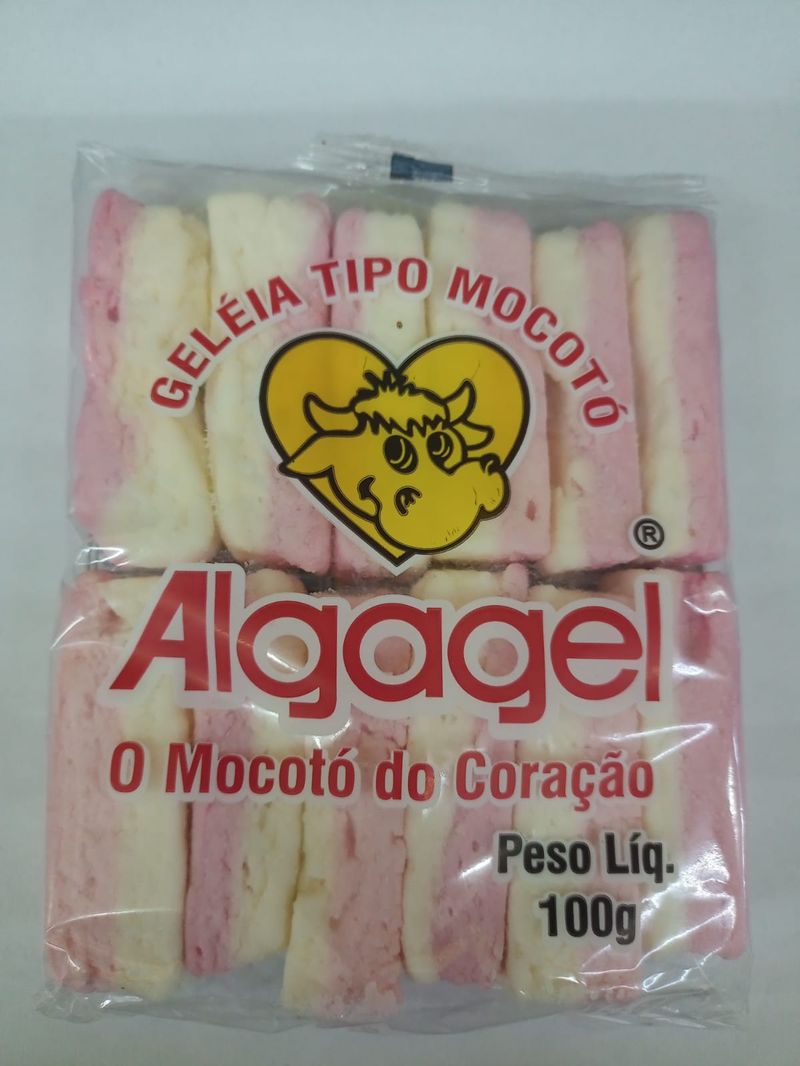 GELÉIA TIPO MOCOTÓ
®
Algagel
O Mocotó do Coração
Peso Líq.
100g